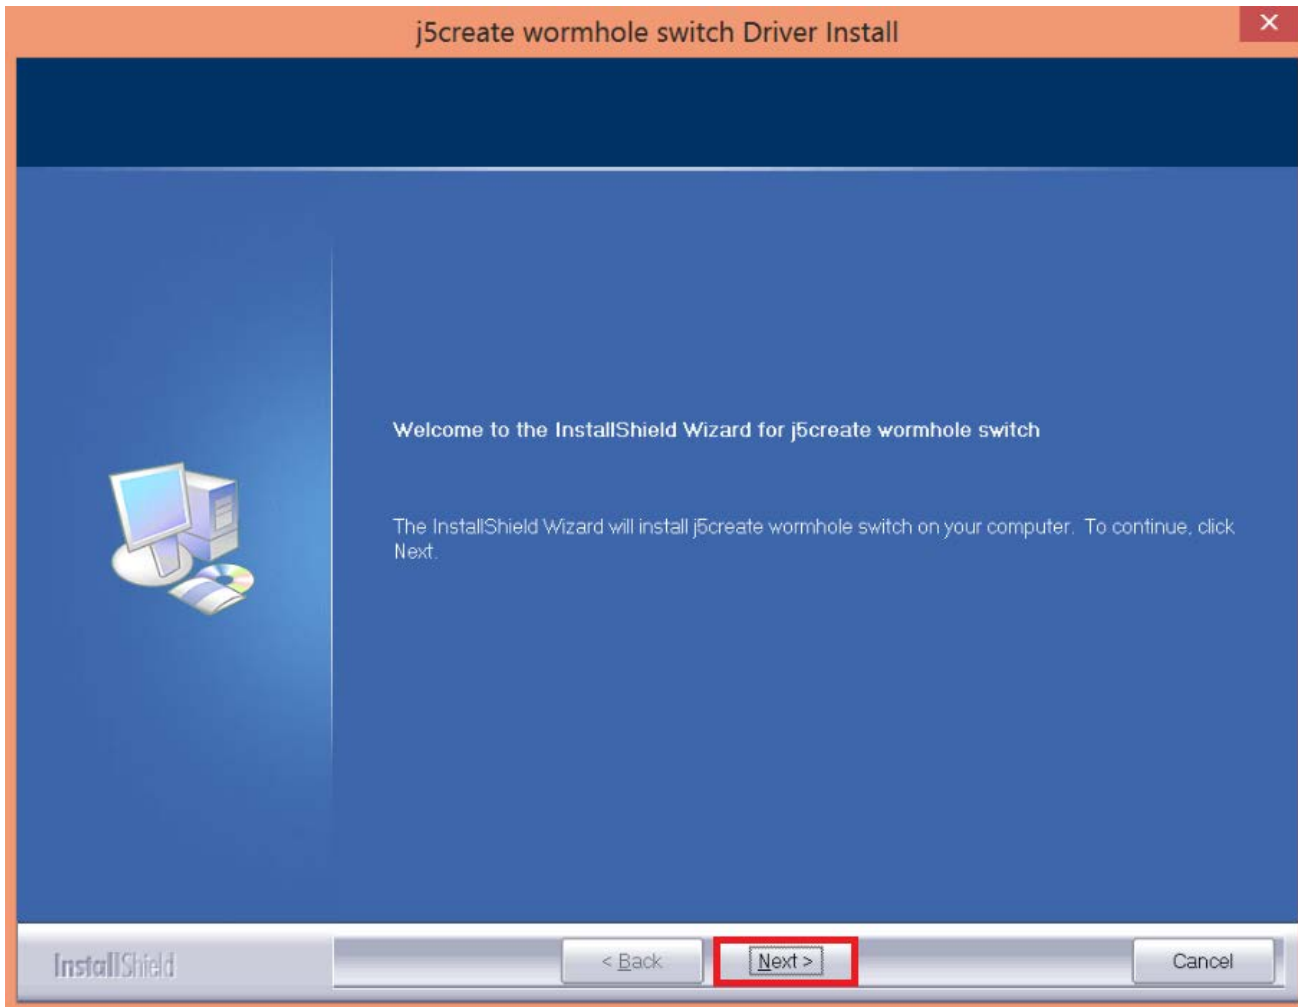 j5create wormhole switch Driver Install
Welcome to the InstallShield Wizard for j5create wormhole switch
The InstallShield Wizard will install j5create wormhole switch on your computer.  To continue, click
Next.
InstallShield
< Back
Next >
Cancel